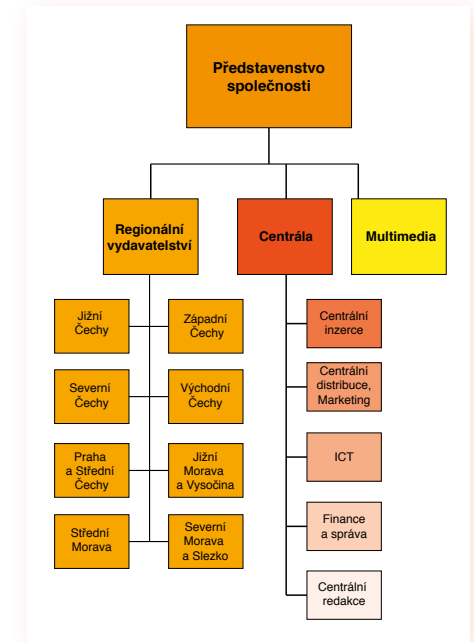 Představenstvo
společnosti
Regionální
vydavatelství
Centrála
Multimedia
Jižní
Čechy
Západní
Čechy
Severní
Čechy
Východní
Čechy
Praha
a Střední
Čechy
Jižní
Morava
a Vysočina
Střední
Morava
Severní
Morava
a Slezko
Centrální
inzerce
Centrální
distribuce,
Marketing
ICT
Finance
a správa
Centrální
redakce